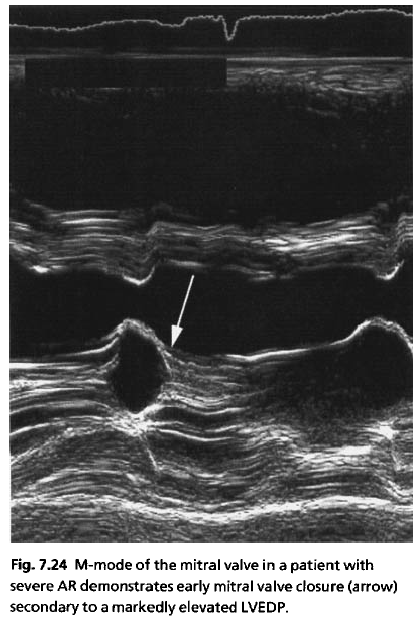 Fig. 7.24 M-mode of the mitral valve in a patient with
severe AR demonstrates early mitral valve closure (arrow)
secondary to a markedly elevated LVEDP.